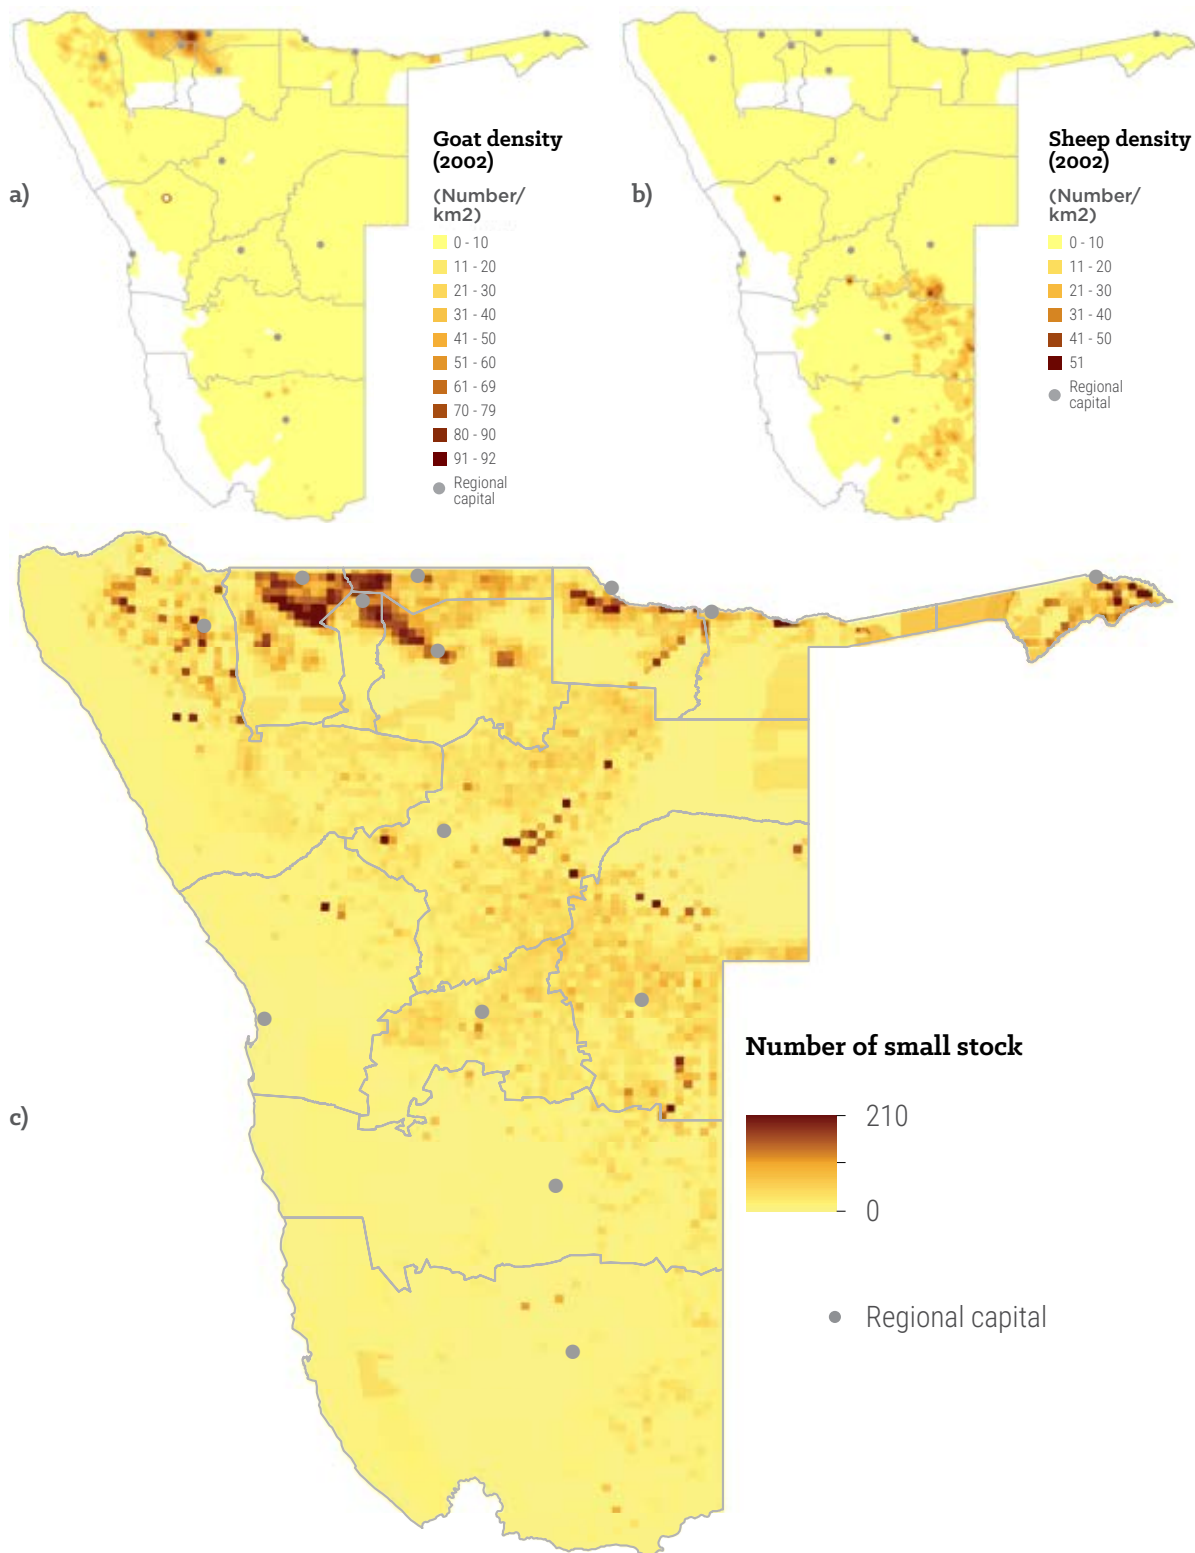 a)
Goat density
(2002)
(Number/
km2)
0 - 10
11 - 20
21 - 30
31 - 40
41 - 50
51 - 60
61 - 69
70 - 79
80 - 90
91 - 92
Regional
capital
b)
Sheep density
(2002)
(Number/
km2)
0 - 10
11 - 20
21 - 30
31 - 40
41 - 50
51
Regional
capital
c)
Number of small stock
210
0
Regional capital